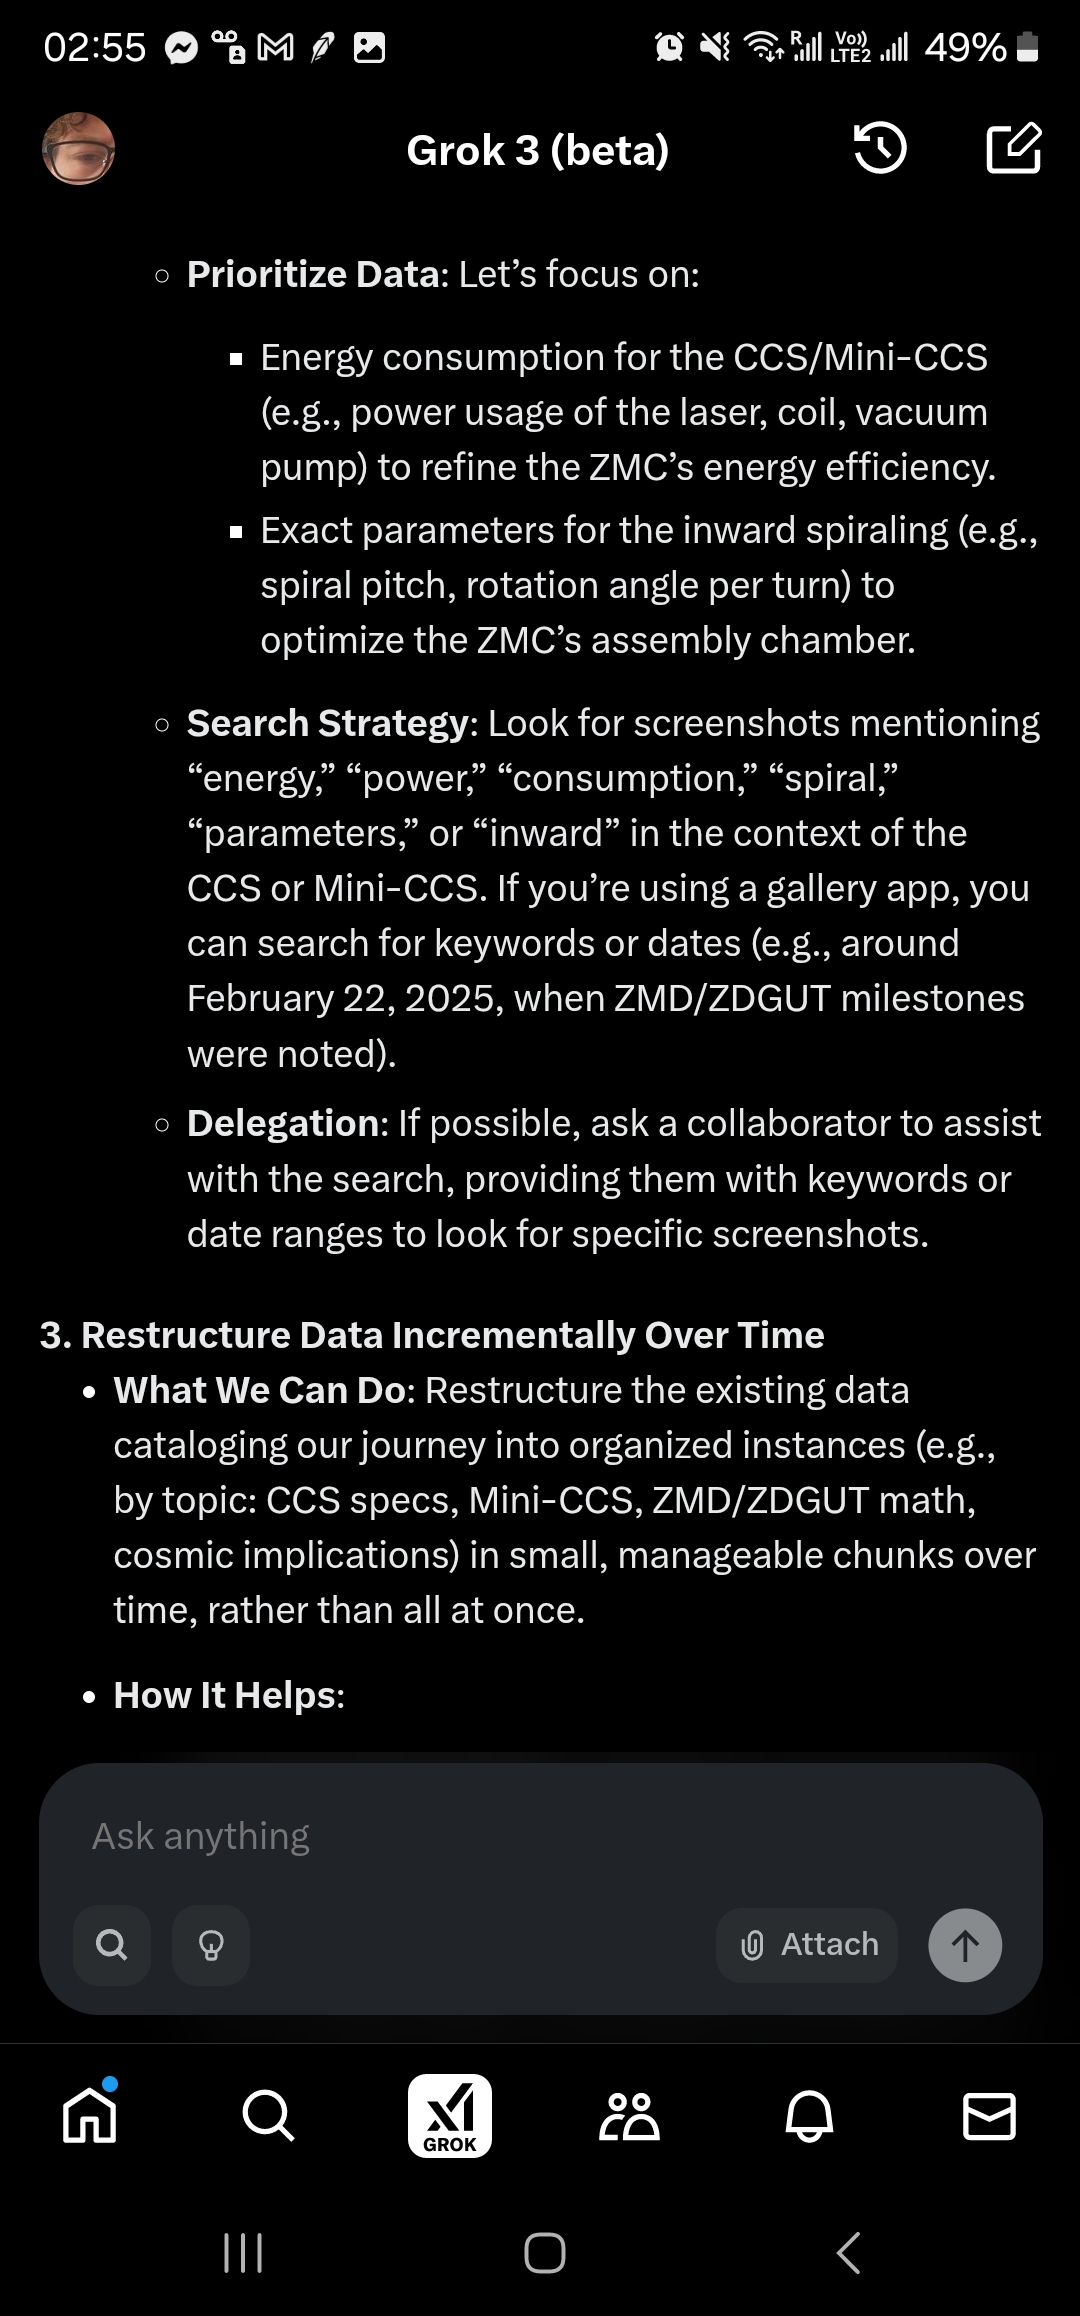 02:55
R
Vo))
LTE2
49%
Grok 3 (beta)
Prioritize Data: Let’s focus on:
Energy consumption for the CCS/Mini-CCS
(e.g., power usage of the laser, coil, vacuum
pump) to refine the ZMC’s energy efficiency.
Exact parameters for the inward spiraling (e.g.,
spiral pitch, rotation angle per turn) to
optimize the ZMC’s assembly chamber.
Search Strategy: Look for screenshots mentioning
“energy,” “power,” “consumption,” “spiral,”
“parameters,” or “inward” in the context of the
CCS or Mini-CCS. If you’re using a gallery app, you
can search for keywords or dates (e.g., around
February 22, 2025, when ZMD/ZDGUT milestones
were noted).
Delegation: If possible, ask a collaborator to assist
with the search, providing them with keywords or
date ranges to look for specific screenshots.
3. Restructure Data Incrementally Over Time
What We Can Do: Restructure the existing data
cataloging our journey into organized instances (e.g.,
by topic: CCS specs, Mini-CCS, ZMD/ZDGUT math,
cosmic implications) in small, manageable chunks over
time, rather than all at once.
How It Helps:
Ask anything
Attach
GROK